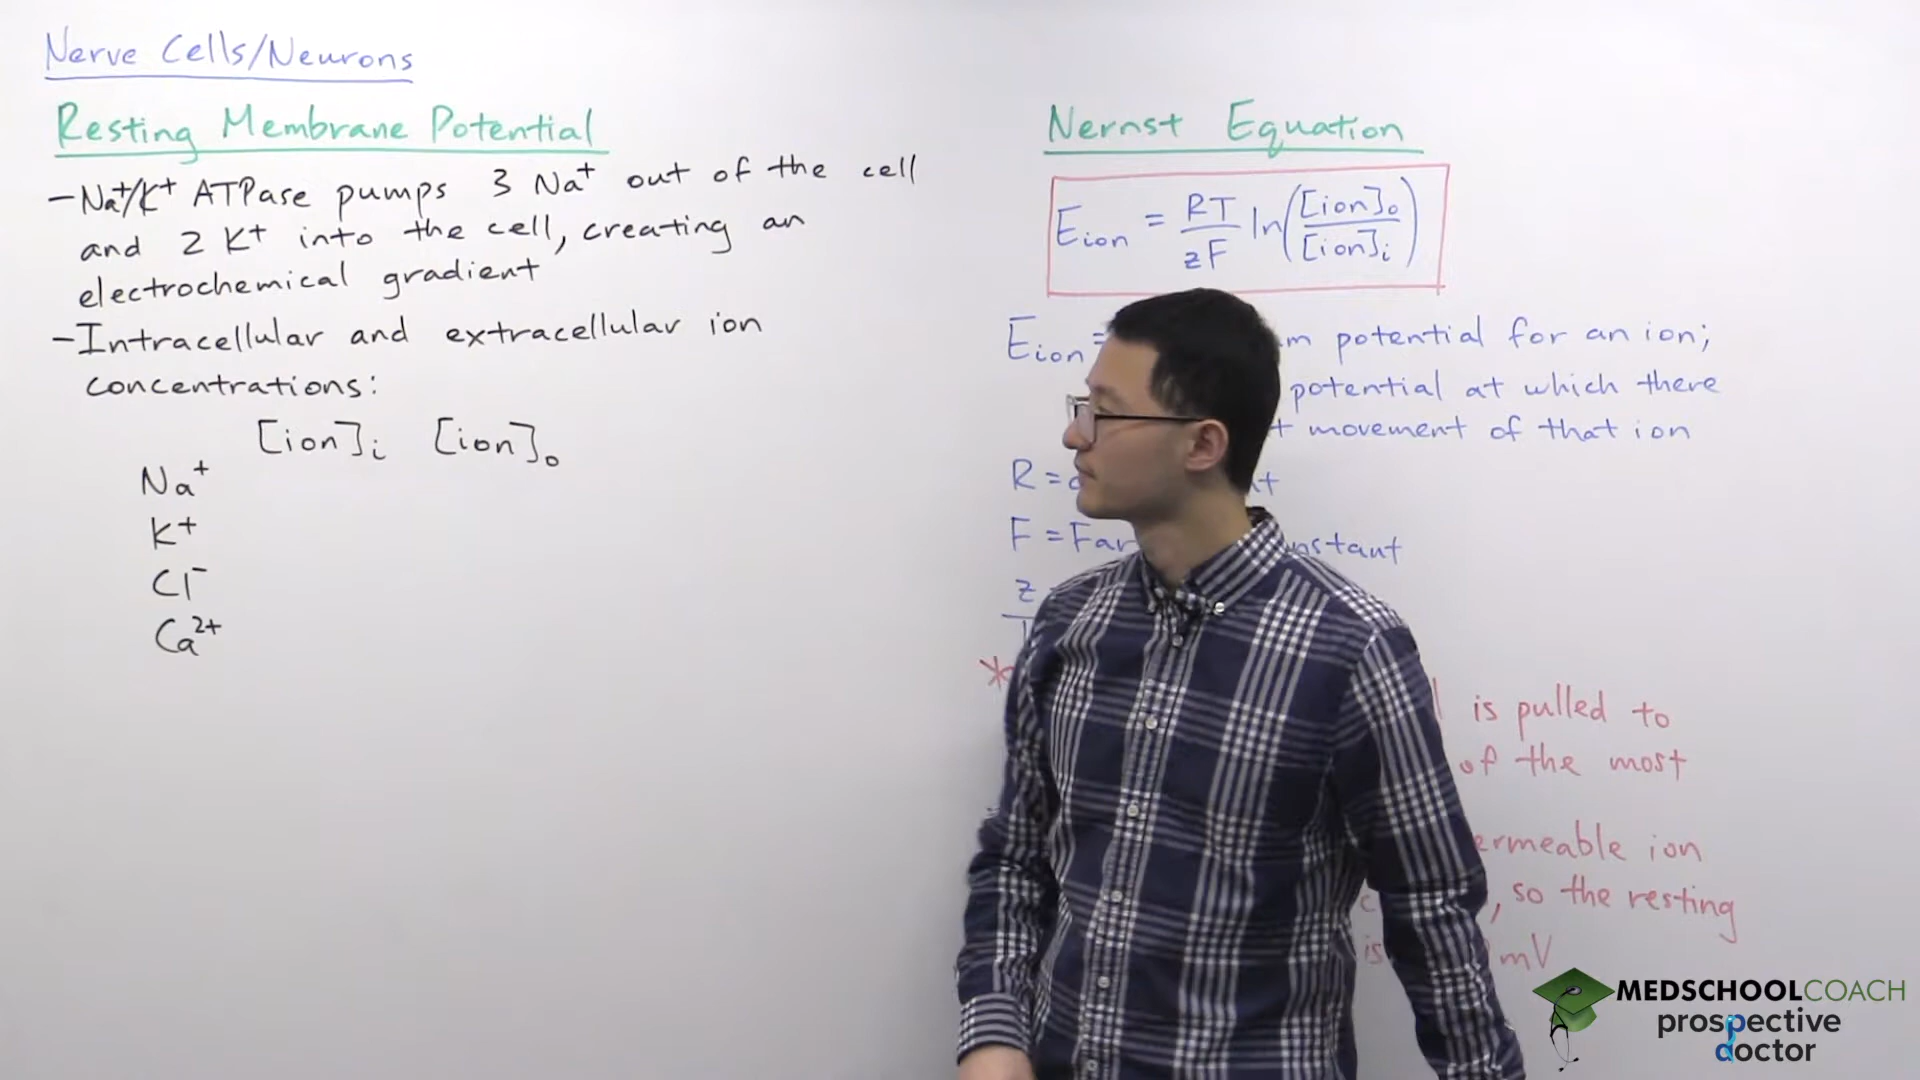 Nerve Cells/Neurons
Resting Membrane Potential
-Na+/K+ ATPase pumps 3 Na+ out of the cell
and 2 K+ into the cell, creating an
electrochemical gradient
-Intracellular and extracellular ion
concentrations:
[ion]i [ion]o
Na+
K+
Cl-
Ca2+
Nernst Equation
Eion = RT/zF ln([ion]o/[ion]i)
Eion = potential for an ion;
potential at which there
movement of that ion
R =
F =
z
*
is pulled to
of the most
ion
, so the resting
is mV
MEDSCHOOLCOACH
prospective
doctor